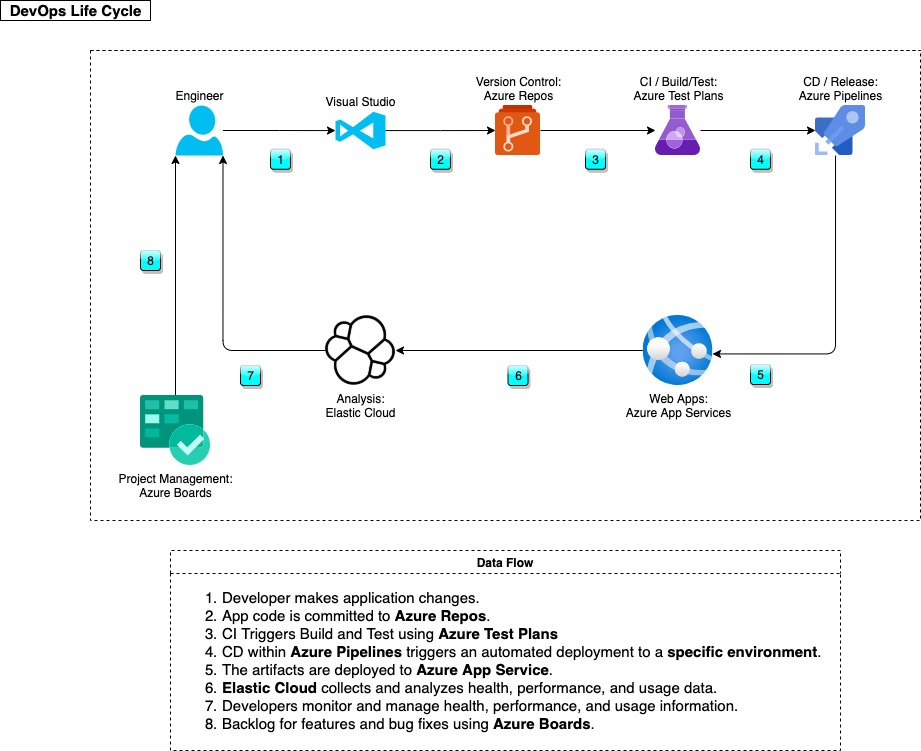 DevOps Life Cycle
Engineer
Visual Studio
Version Control:
Azure Repos
CI / Build/Test:
Azure Test Plans
CD / Release:
Azure Pipelines
1
2
3
4
8
7
6
5
Analysis:
Elastic Cloud
Web Apps:
Azure App Services
Project Management:
Azure Boards
Data Flow
1. Developer makes application changes.
2. App code is committed to Azure Repos.
3. CI Triggers Build and Test using Azure Test Plans
4. CD within Azure Pipelines triggers an automated deployment to a specific environment.
5. The artifacts are deployed to Azure App Service.
6. Elastic Cloud collects and analyzes health, performance, and usage data.
7. Developers monitor and manage health, performance, and usage information.
8. Backlog for features and bug fixes using Azure Boards.